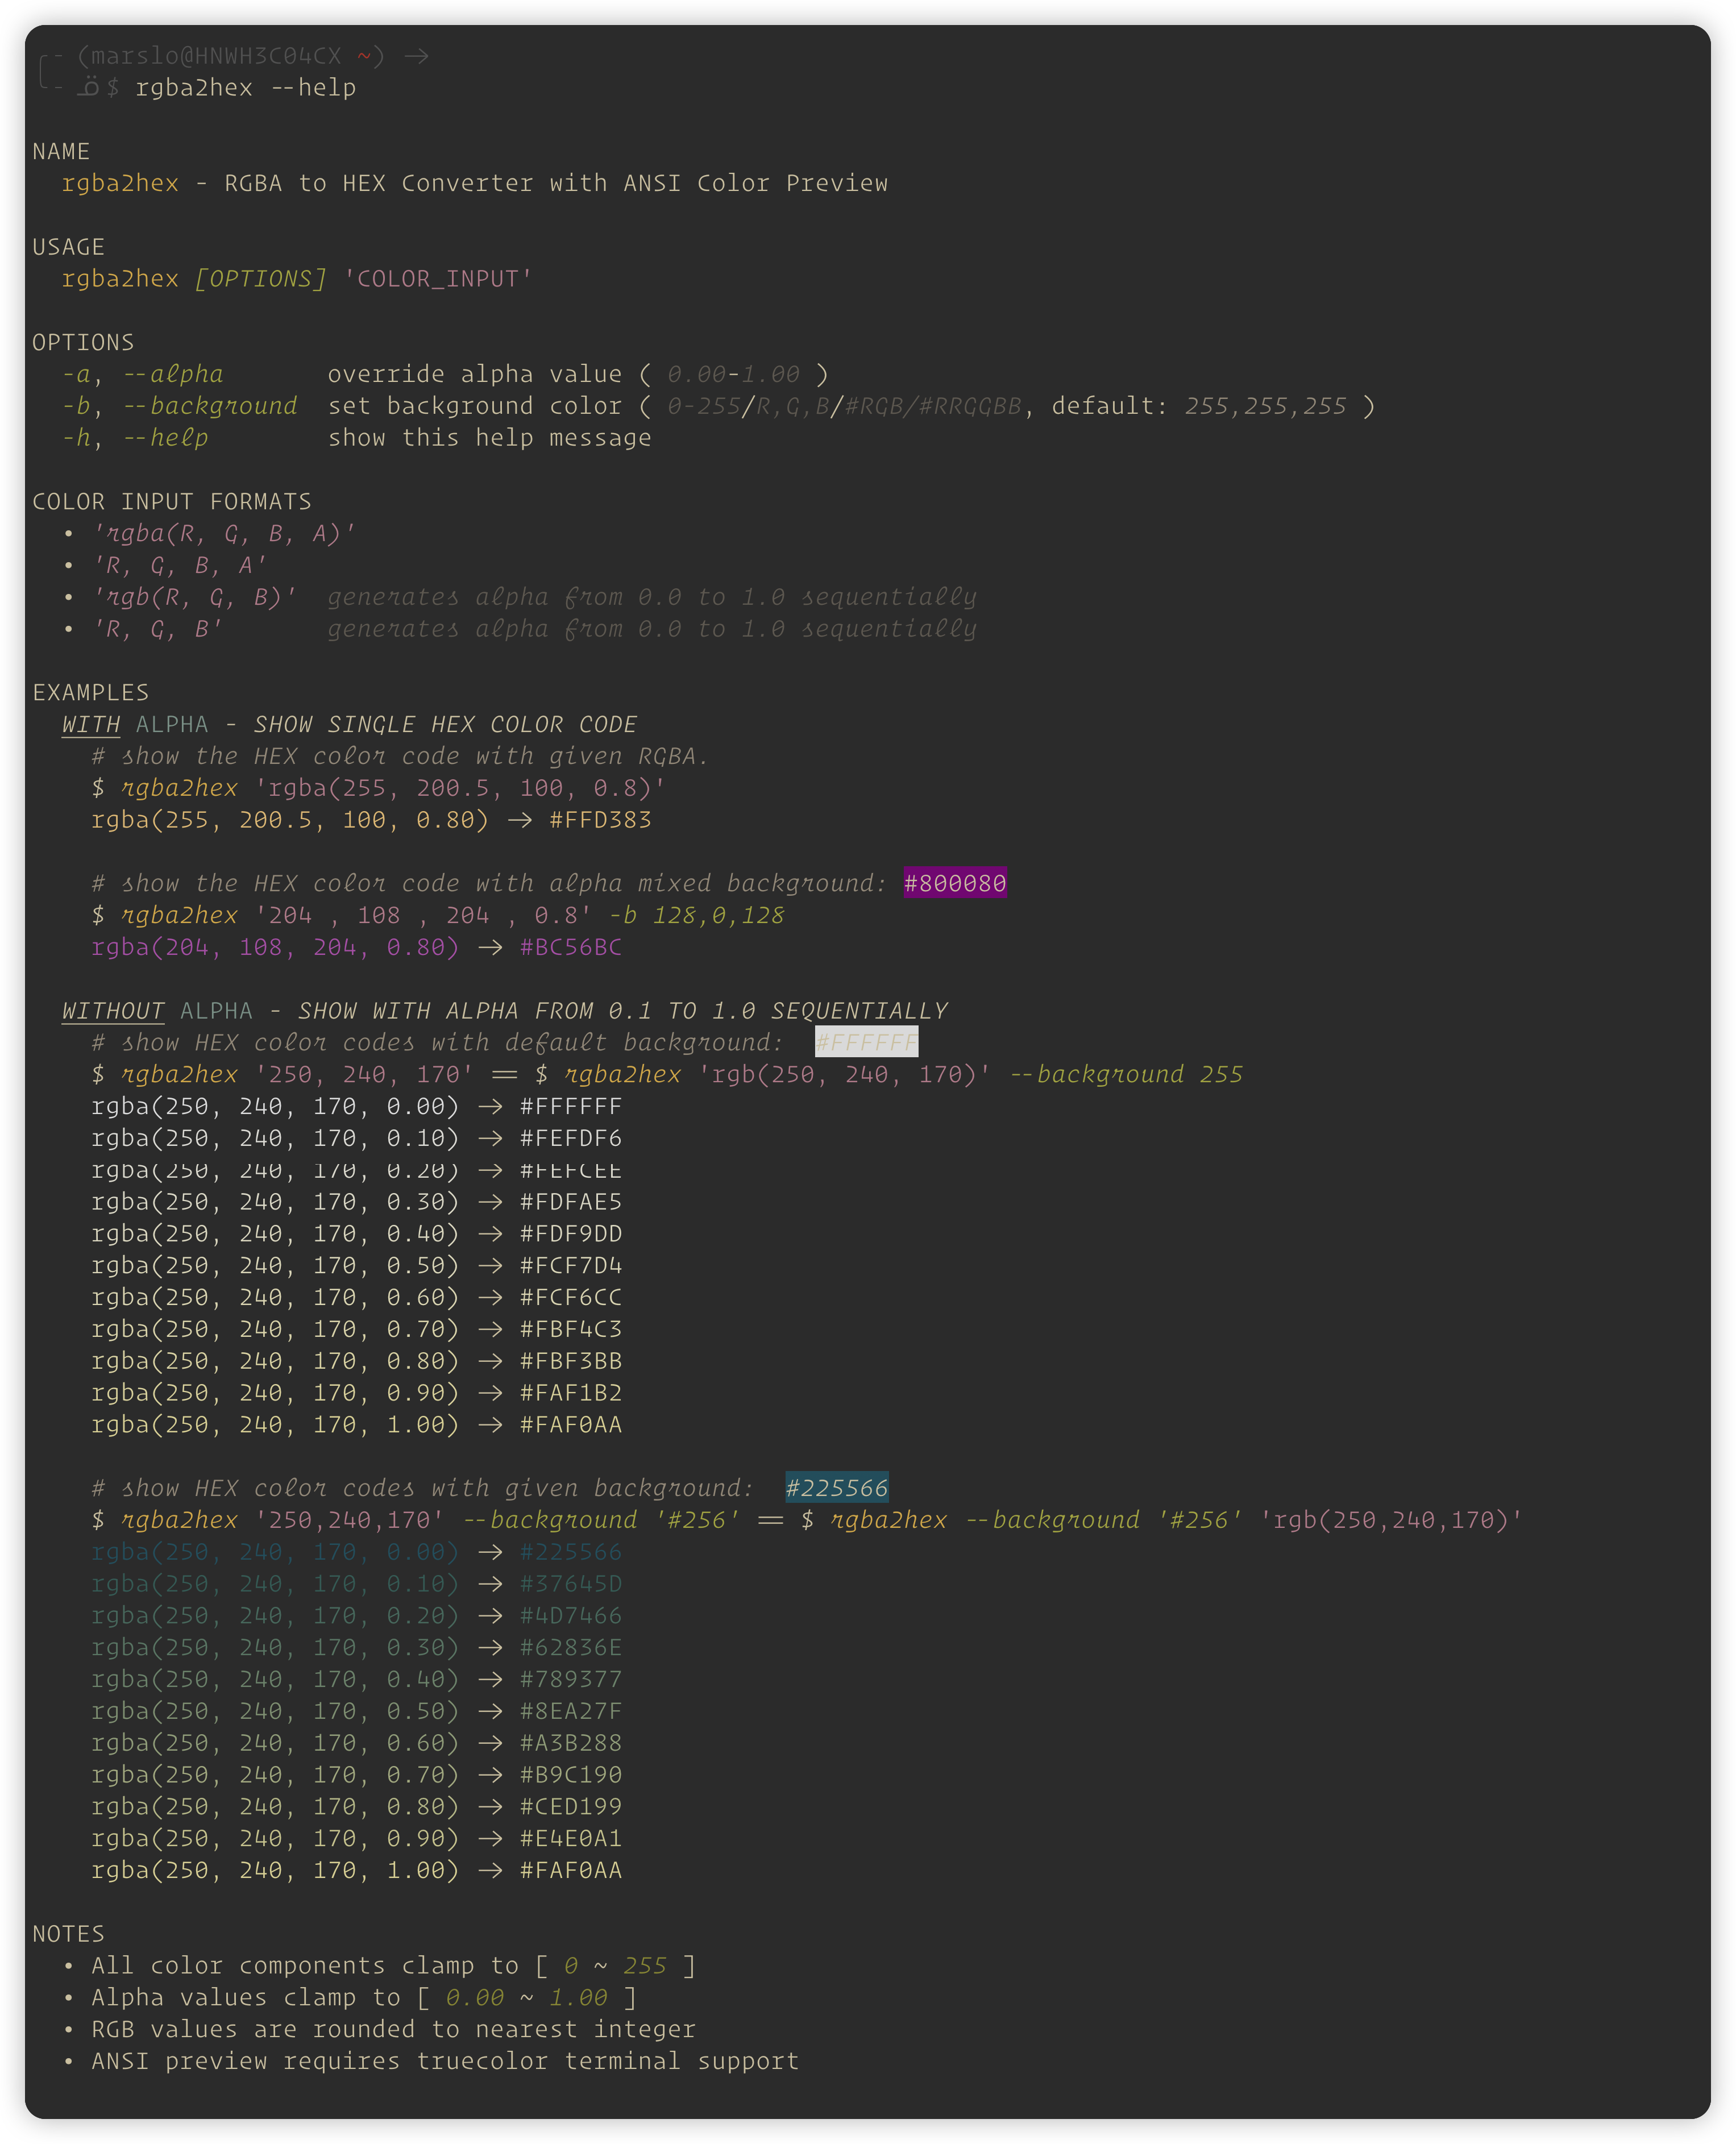 ╭- (marslo@HNWH3C04CX ~) →
╰- $ rgba2hex --help
NAME
rgba2hex - RGBA to HEX Converter with ANSI Color Preview
USAGE
rgba2hex [OPTIONS] 'COLOR_INPUT'
OPTIONS
-a, --alpha override alpha value ( 0.00-1.00 )
-b, --background set background color ( 0-255/R,G,B/#RGB/#RRGGBB, default: 255,255,255 )
-h, --help show this help message
COLOR INPUT FORMATS
• 'rgba(R, G, B, A)'
• 'R, G, B, A'
• 'rgb(R, G, B)' generates alpha from 0.0 to 1.0 sequentially
• 'R, G, B' generates alpha from 0.0 to 1.0 sequentially
EXAMPLES
WITH ALPHA - SHOW SINGLE HEX COLOR CODE
# show the HEX color code with given RGBA.
$ rgba2hex 'rgba(255, 200.5, 100, 0.8)'
rgba(255, 200.5, 100, 0.80) → #FFD383
# show the HEX color code with alpha mixed background: #800080
$ rgba2hex '204 , 108 , 204 , 0.8' -b 128,0,128
rgba(204, 108, 204, 0.80) → #BC56BC
WITHOUT ALPHA - SHOW WITH ALPHA FROM 0.1 TO 1.0 SEQUENTIALLY
# show HEX color codes with default background: #FFFFFF
$ rgba2hex '250, 240, 170' == $ rgba2hex 'rgb(250, 240, 170)' --background 255
rgba(250, 240, 170, 0.00) → #FFFFFF
rgba(250, 240, 170, 0.10) → #FEFDF6
rgba(250, 240, 170, 0.20) → #FEFCEE
rgba(250, 240, 170, 0.30) → #FDFAE5
rgba(250, 240, 170, 0.40) → #FDF9DD
rgba(250, 240, 170, 0.50) → #FCF7D4
rgba(250, 240, 170, 0.60) → #FCF6CC
rgba(250, 240, 170, 0.70) → #FBF4C3
rgba(250, 240, 170, 0.80) → #FBF3BB
rgba(250, 240, 170, 0.90) → #FAF1B2
rgba(250, 240, 170, 1.00) → #FAF0AA
# show HEX color codes with given background: #225566
$ rgba2hex '250,240,170' --background '#256' == $ rgba2hex --background '#256' 'rgb(250,240,170)'
rgba(250, 240, 170, 0.00) → #225566
rgba(250, 240, 170, 0.10) → #37645D
rgba(250, 240, 170, 0.20) → #4D7466
rgba(250, 240, 170, 0.30) → #62836E
rgba(250, 240, 170, 0.40) → #789377
rgba(250, 240, 170, 0.50) → #8EA27F
rgba(250, 240, 170, 0.60) → #A3B288
rgba(250, 240, 170, 0.70) → #B9C190
rgba(250, 240, 170, 0.80) → #CED199
rgba(250, 240, 170, 0.90) → #E4E0A1
rgba(250, 240, 170, 1.00) → #FAF0AA
NOTES
• All color components clamp to [ 0 ~ 255 ]
• Alpha values clamp to [ 0.00 ~ 1.00 ]
• RGB values are rounded to nearest integer
• ANSI preview requires truecolor terminal support